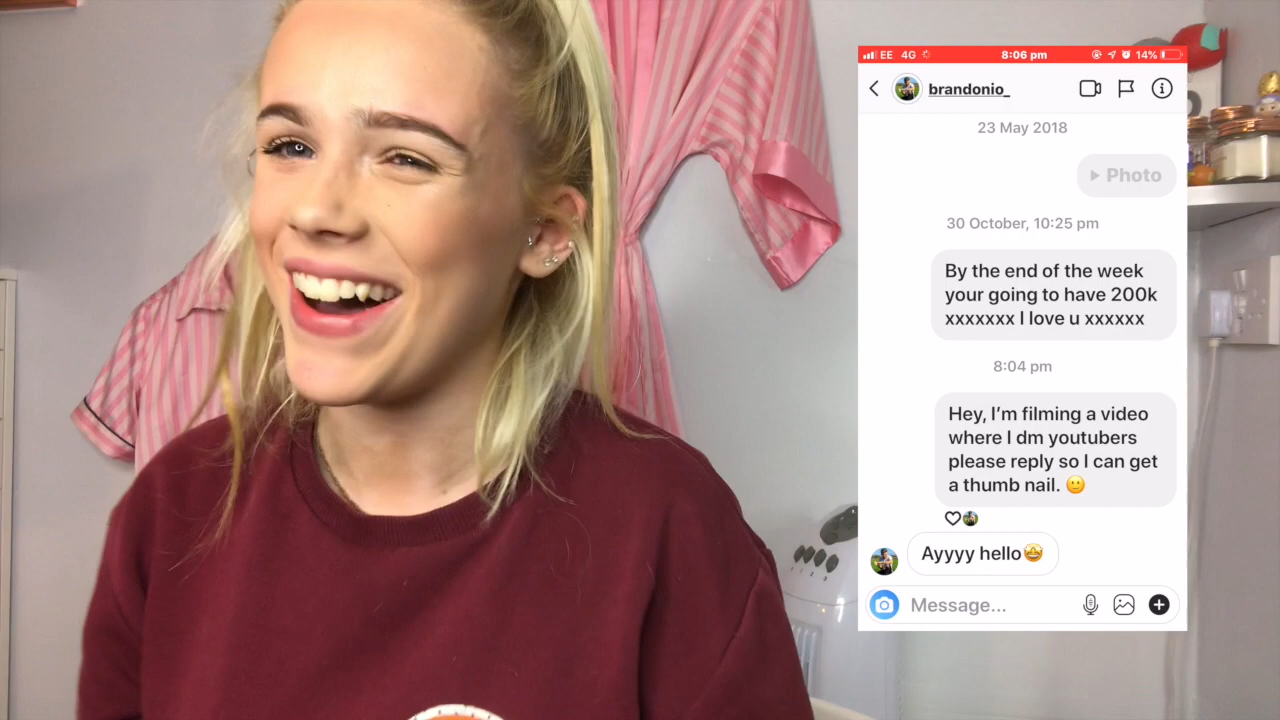 EE 4G 8:06 pm 14%
brandonio_
23 May 2018
Photo
30 October, 10:25 pm
By the end of the week
your going to have 200k
xxxxxxx I love u xxxxxx
8:04 pm
Hey, I'm filming a video
where I dm youtubers
please reply so I can get
a thumb nail. 🙂
Ayyyy hello🤩
Message...